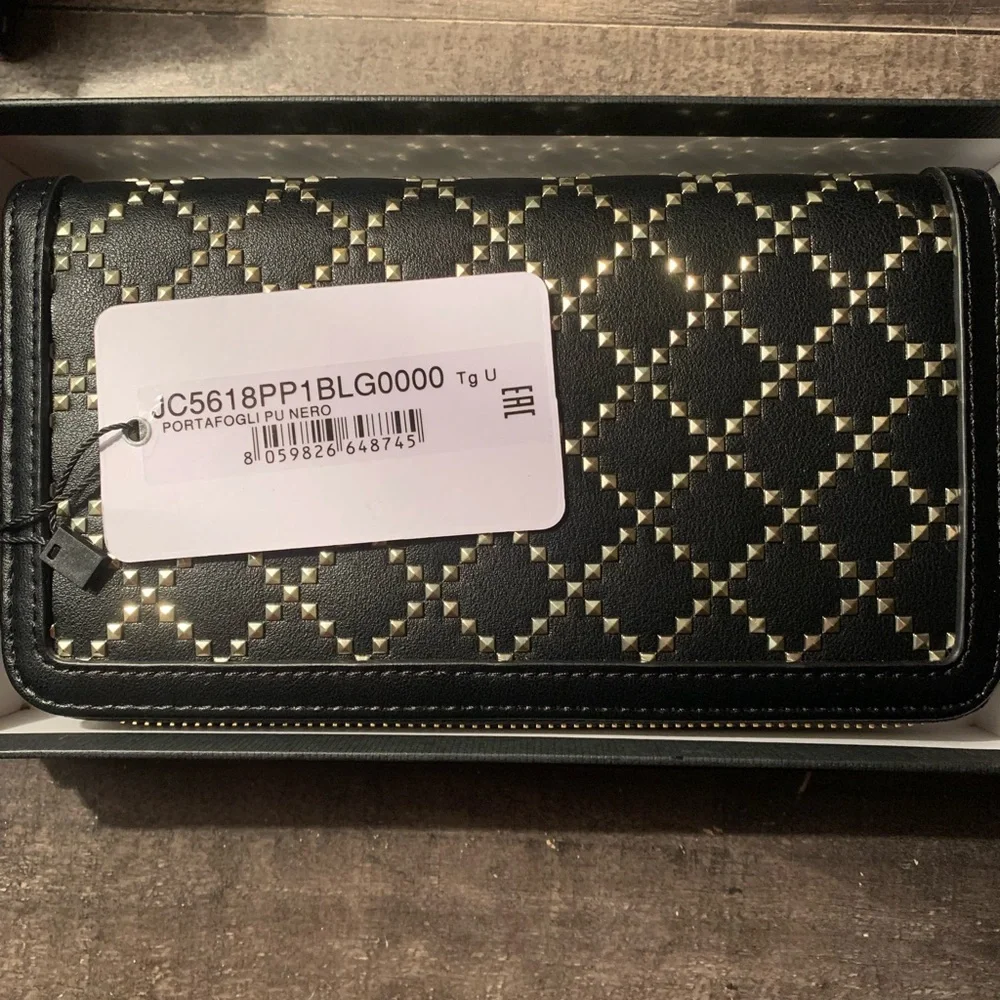 JC5618PP1BLG0000 Tg U
PORTAFOGLI PU NERO
8 059826 648745
EAC